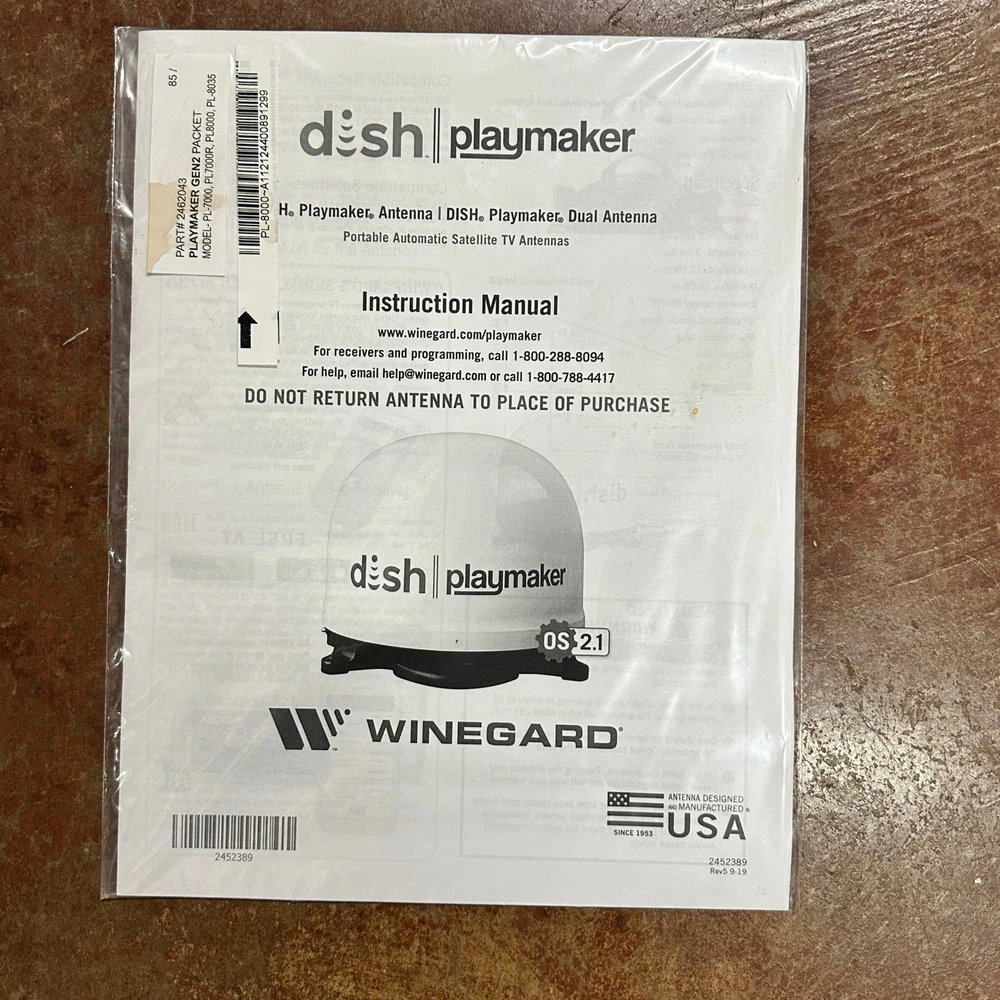 85 /
PART# 2462043
PLAYMAKER GEN2 PACKET
MODEL- PL-7000, PL7000R, PL8000, PL-8035
PL-8000~A112124400891299
dish™ playmaker®
H® Playmaker® Antenna | DISH® Playmaker® Dual Antenna
Portable Automatic Satellite TV Antennas
Instruction Manual
www.winegard.com/playmaker
For receivers and programming, call 1-800-288-8094
For help, email help@winegard.com or call 1-800-788-4417
DO NOT RETURN ANTENNA TO PLACE OF PURCHASE
dish playmaker
OS 2.1
WINEGARD®
ANTENNA DESIGNED
AND MANUFACTURED IN
SINCE 1953 USA
2452389
2452389
Rev5 9-19